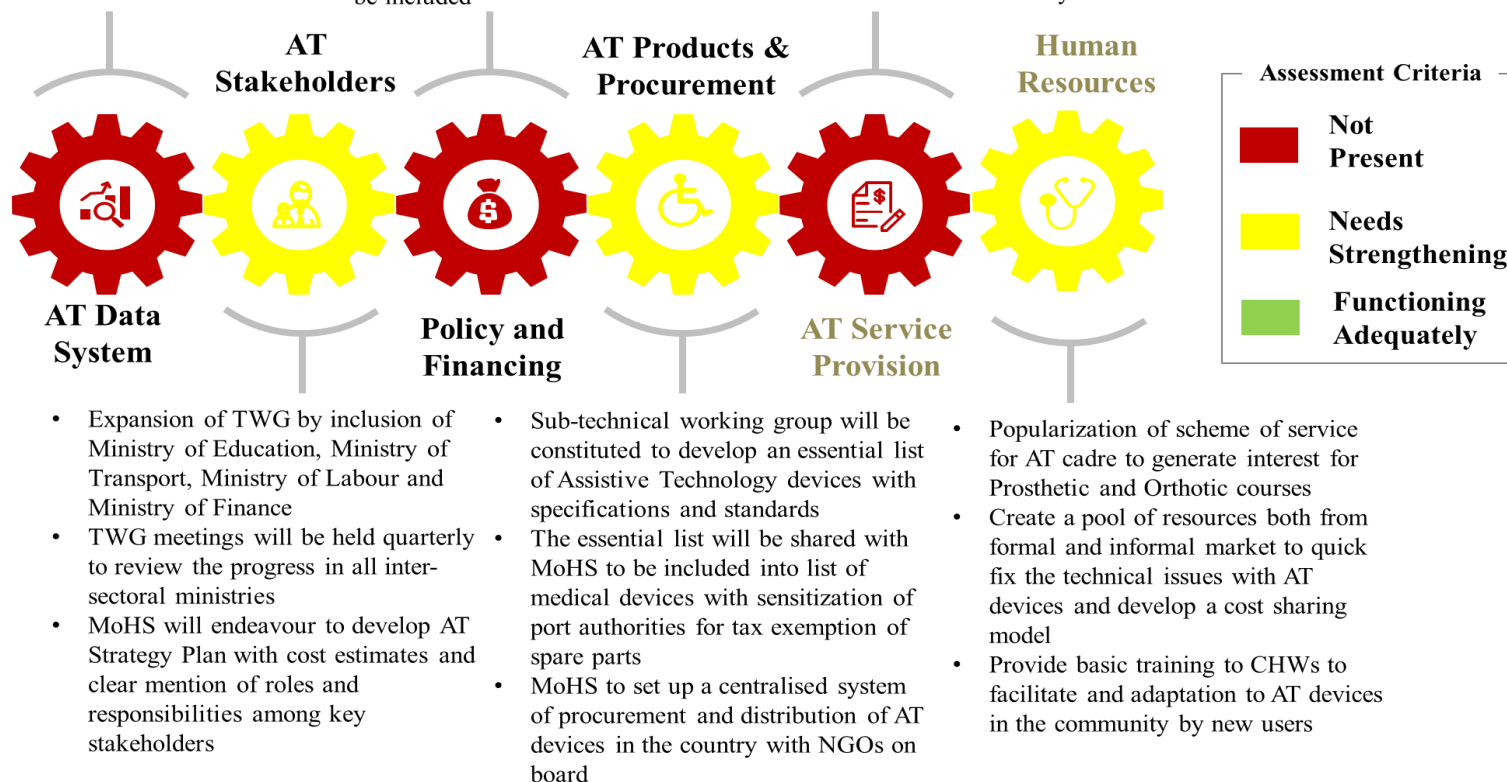 be included
AT
Stakeholders
AT Products &
Procurement
Human
Resources
Assessment Criteria
Not
Present
Needs
Strengthening
Functioning
Adequately
$
$
AT Data
System
Policy and
Financing
AT Service
Provision
• Expansion of TWG by inclusion of
Ministry of Education, Ministry of
Transport, Ministry of Labour and
Ministry of Finance
• TWG meetings will be held quarterly
to review the progress in all inter-
sectoral ministries
• MoHS will endeavour to develop AT
Strategy Plan with cost estimates and
clear mention of roles and
responsibilities among key
stakeholders
• Sub-technical working group will be
constituted to develop an essential list
of Assistive Technology devices with
specifications and standards
• The essential list will be shared with
MoHS to be included into list of
medical devices with sensitization of
port authorities for tax exemption of
spare parts
• MoHS to set up a centralised system
of procurement and distribution of AT
devices in the country with NGOs on
board
• Popularization of scheme of service
for AT cadre to generate interest for
Prosthetic and Orthotic courses
• Create a pool of resources both from
formal and informal market to quick
fix the technical issues with AT
devices and develop a cost sharing
model
• Provide basic training to CHWs to
facilitate and adaptation to AT devices
in the community by new users